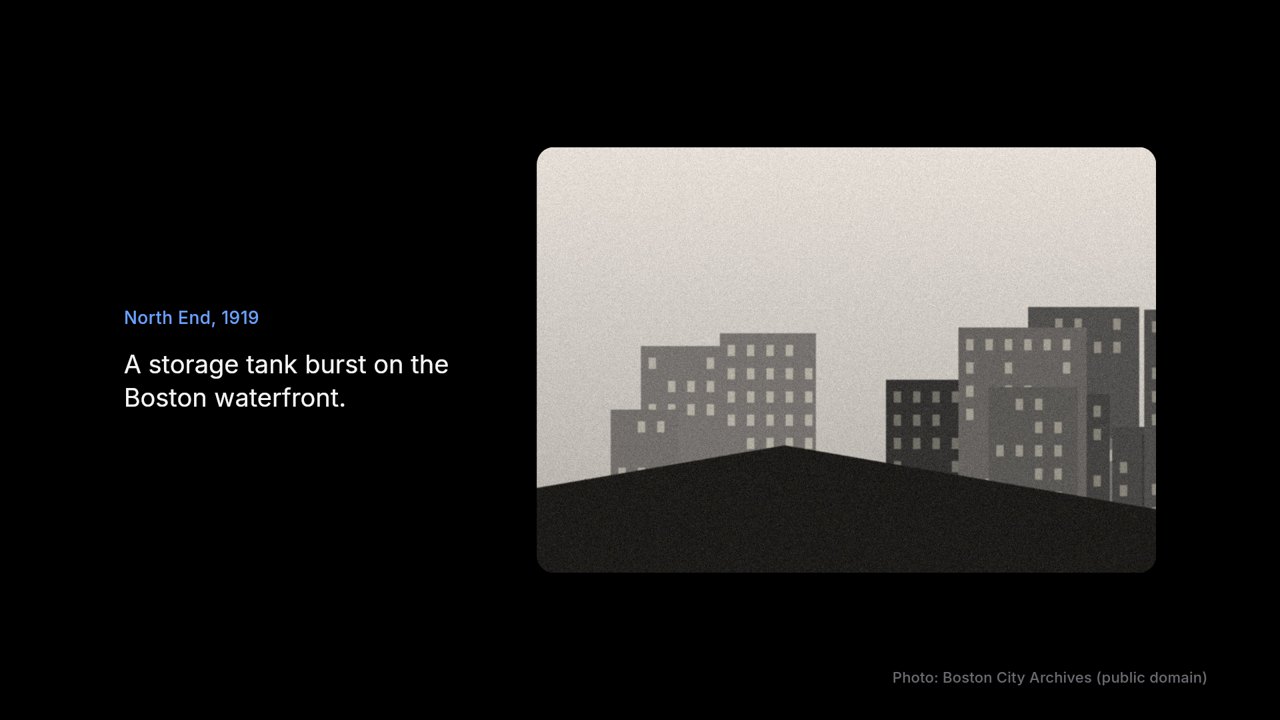 North End, 1919
A storage tank burst on the
Boston waterfront.
Photo: Boston City Archives (public domain)